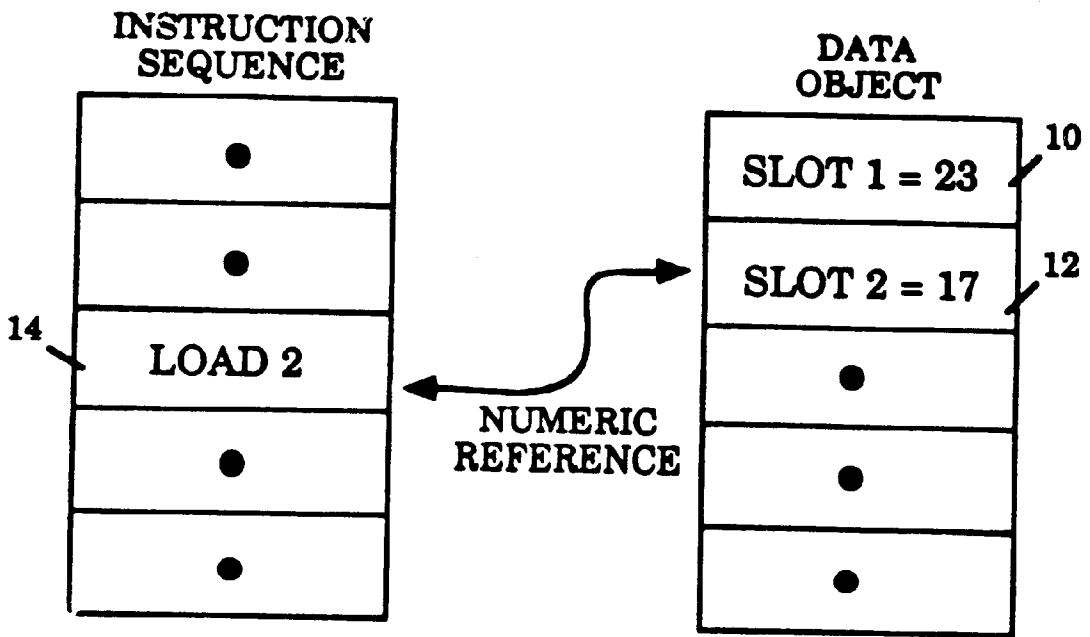 INSTRUCTION
SEQUENCE
DATA
OBJECT
10
SLOT 1 = 23
12
SLOT 2 = 17
14
LOAD 2
NUMERIC
REFERENCE